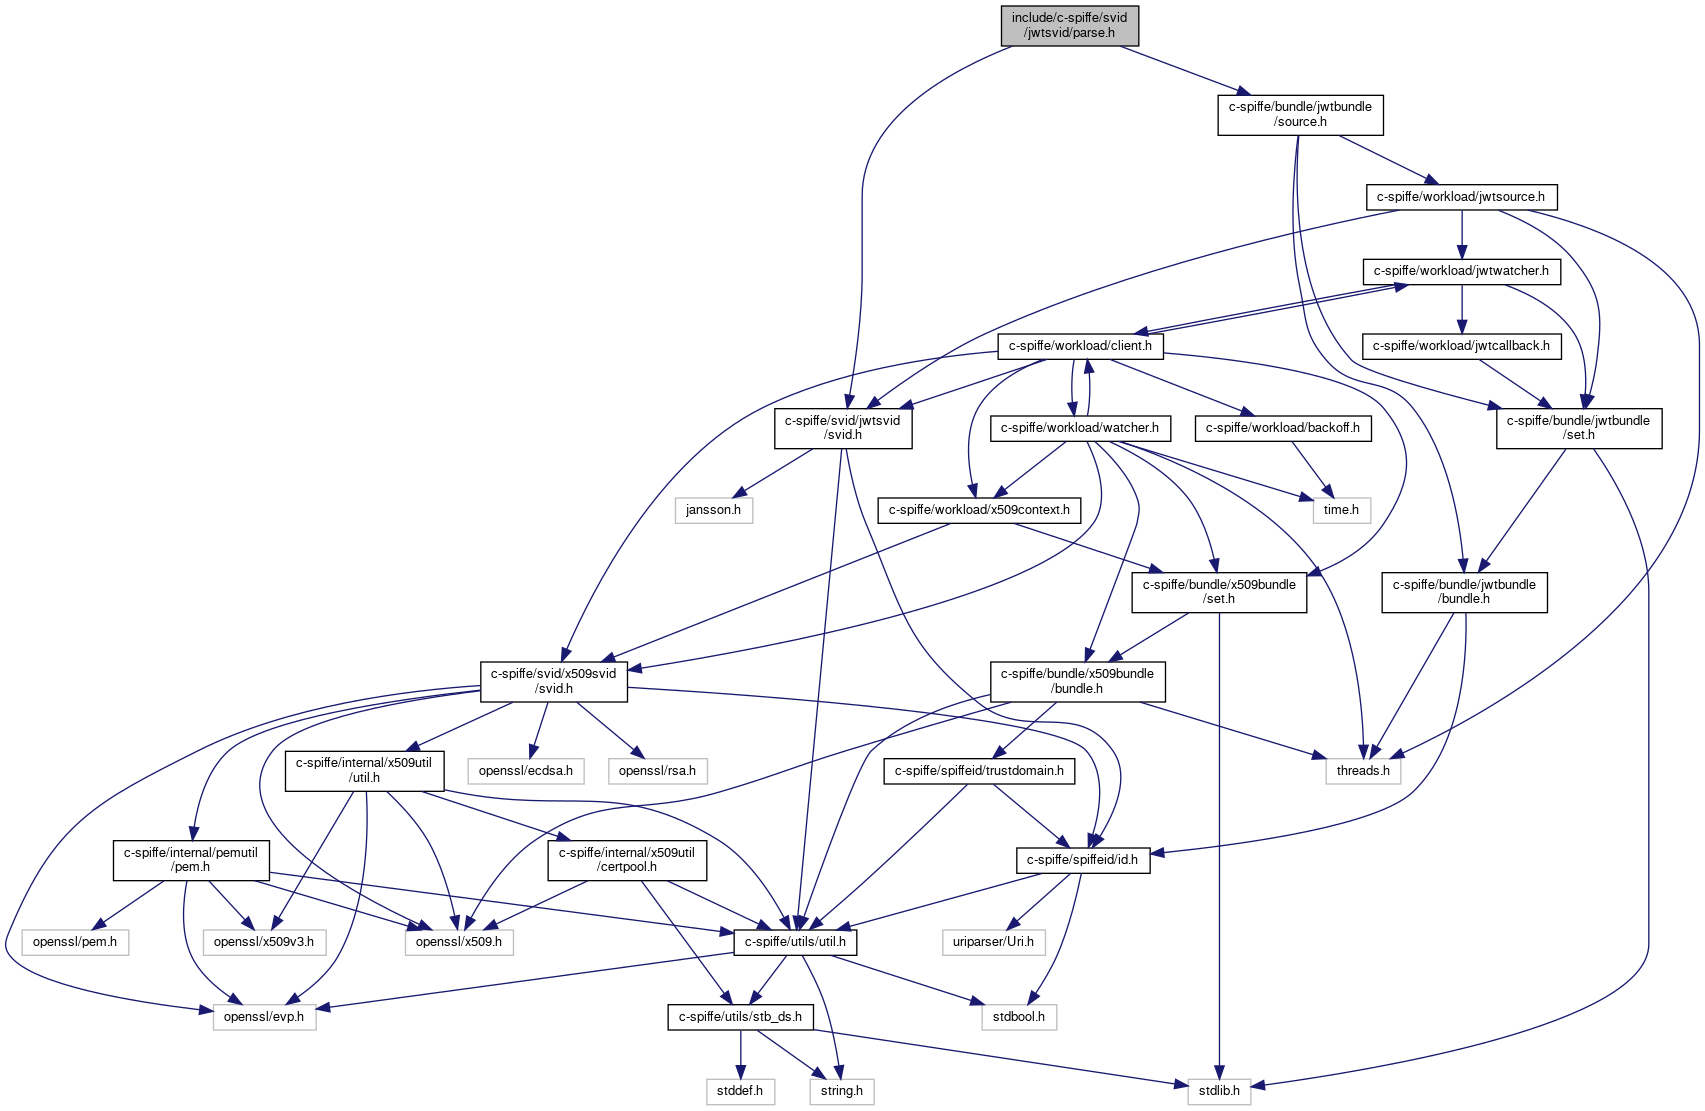 include/c-spiffe/svid
/jwtsvid/parse.h
c-spiffe/bundle/jwtbundle
/source.h
c-spiffe/workload/jwtsource.h
c-spiffe/workload/jwtwatcher.h
c-spiffe/workload/client.h
c-spiffe/workload/jwtcallback.h
c-spiffe/svid/jwtsvid
/svid.h
c-spiffe/workload/watcher.h
c-spiffe/workload/backoff.h
c-spiffe/bundle/jwtbundle
/set.h
jansson.h
c-spiffe/workload/x509context.h
time.h
c-spiffe/bundle/x509bundle
/set.h
c-spiffe/bundle/jwtbundle
/bundle.h
c-spiffe/svid/x509svid
/svid.h
c-spiffe/bundle/x509bundle
/bundle.h
c-spiffe/internal/x509util
/util.h
openssl/ecdsa.h
openssl/rsa.h
c-spiffe/spiffeid/trustdomain.h
threads.h
c-spiffe/internal/pemutil
/pem.h
c-spiffe/internal/x509util
/certpool.h
c-spiffe/spiffeid/id.h
openssl/pem.h
openssl/x509v3.h
openssl/x509.h
c-spiffe/utils/util.h
uriparser/Uri.h
openssl/evp.h
c-spiffe/utils/stb_ds.h
stdbool.h
stddef.h
string.h
stdlib.h